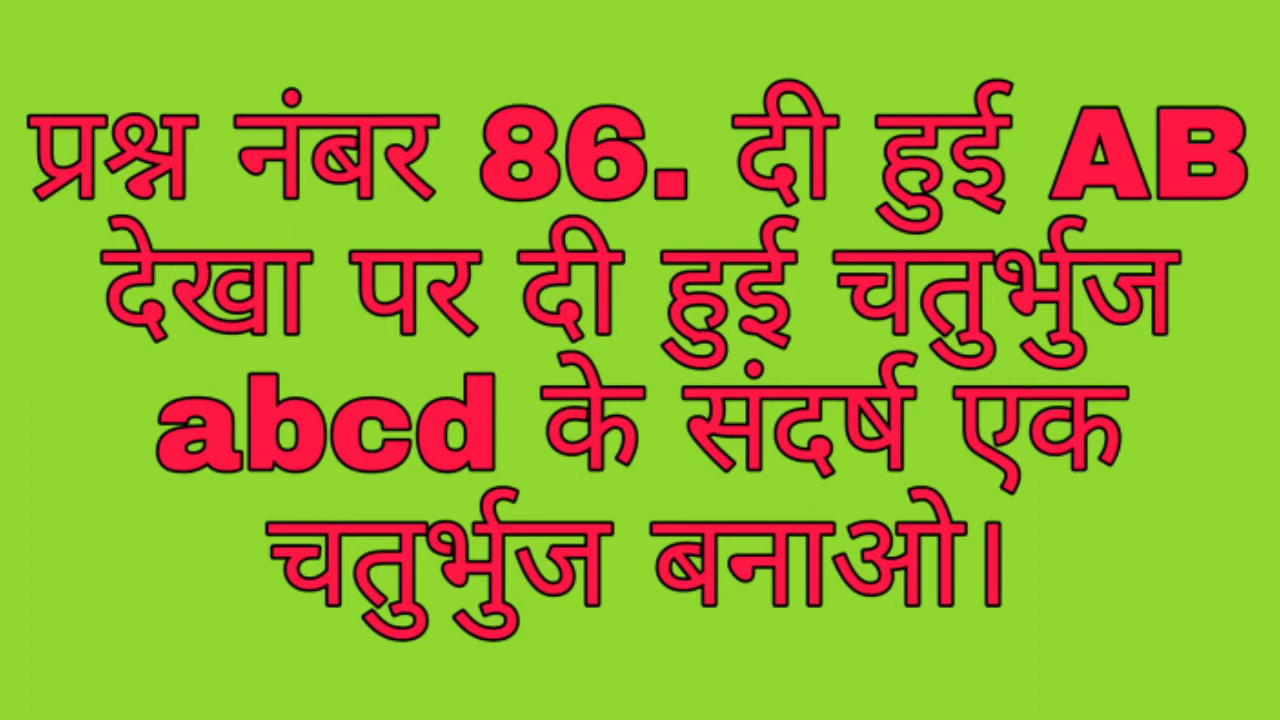 प्रश्न नंबर 86. दी हुई AB
देखा पर दी हुई चतुर्भुज
abcd के संदर्ष एक
चतुर्भुज बनाओ।